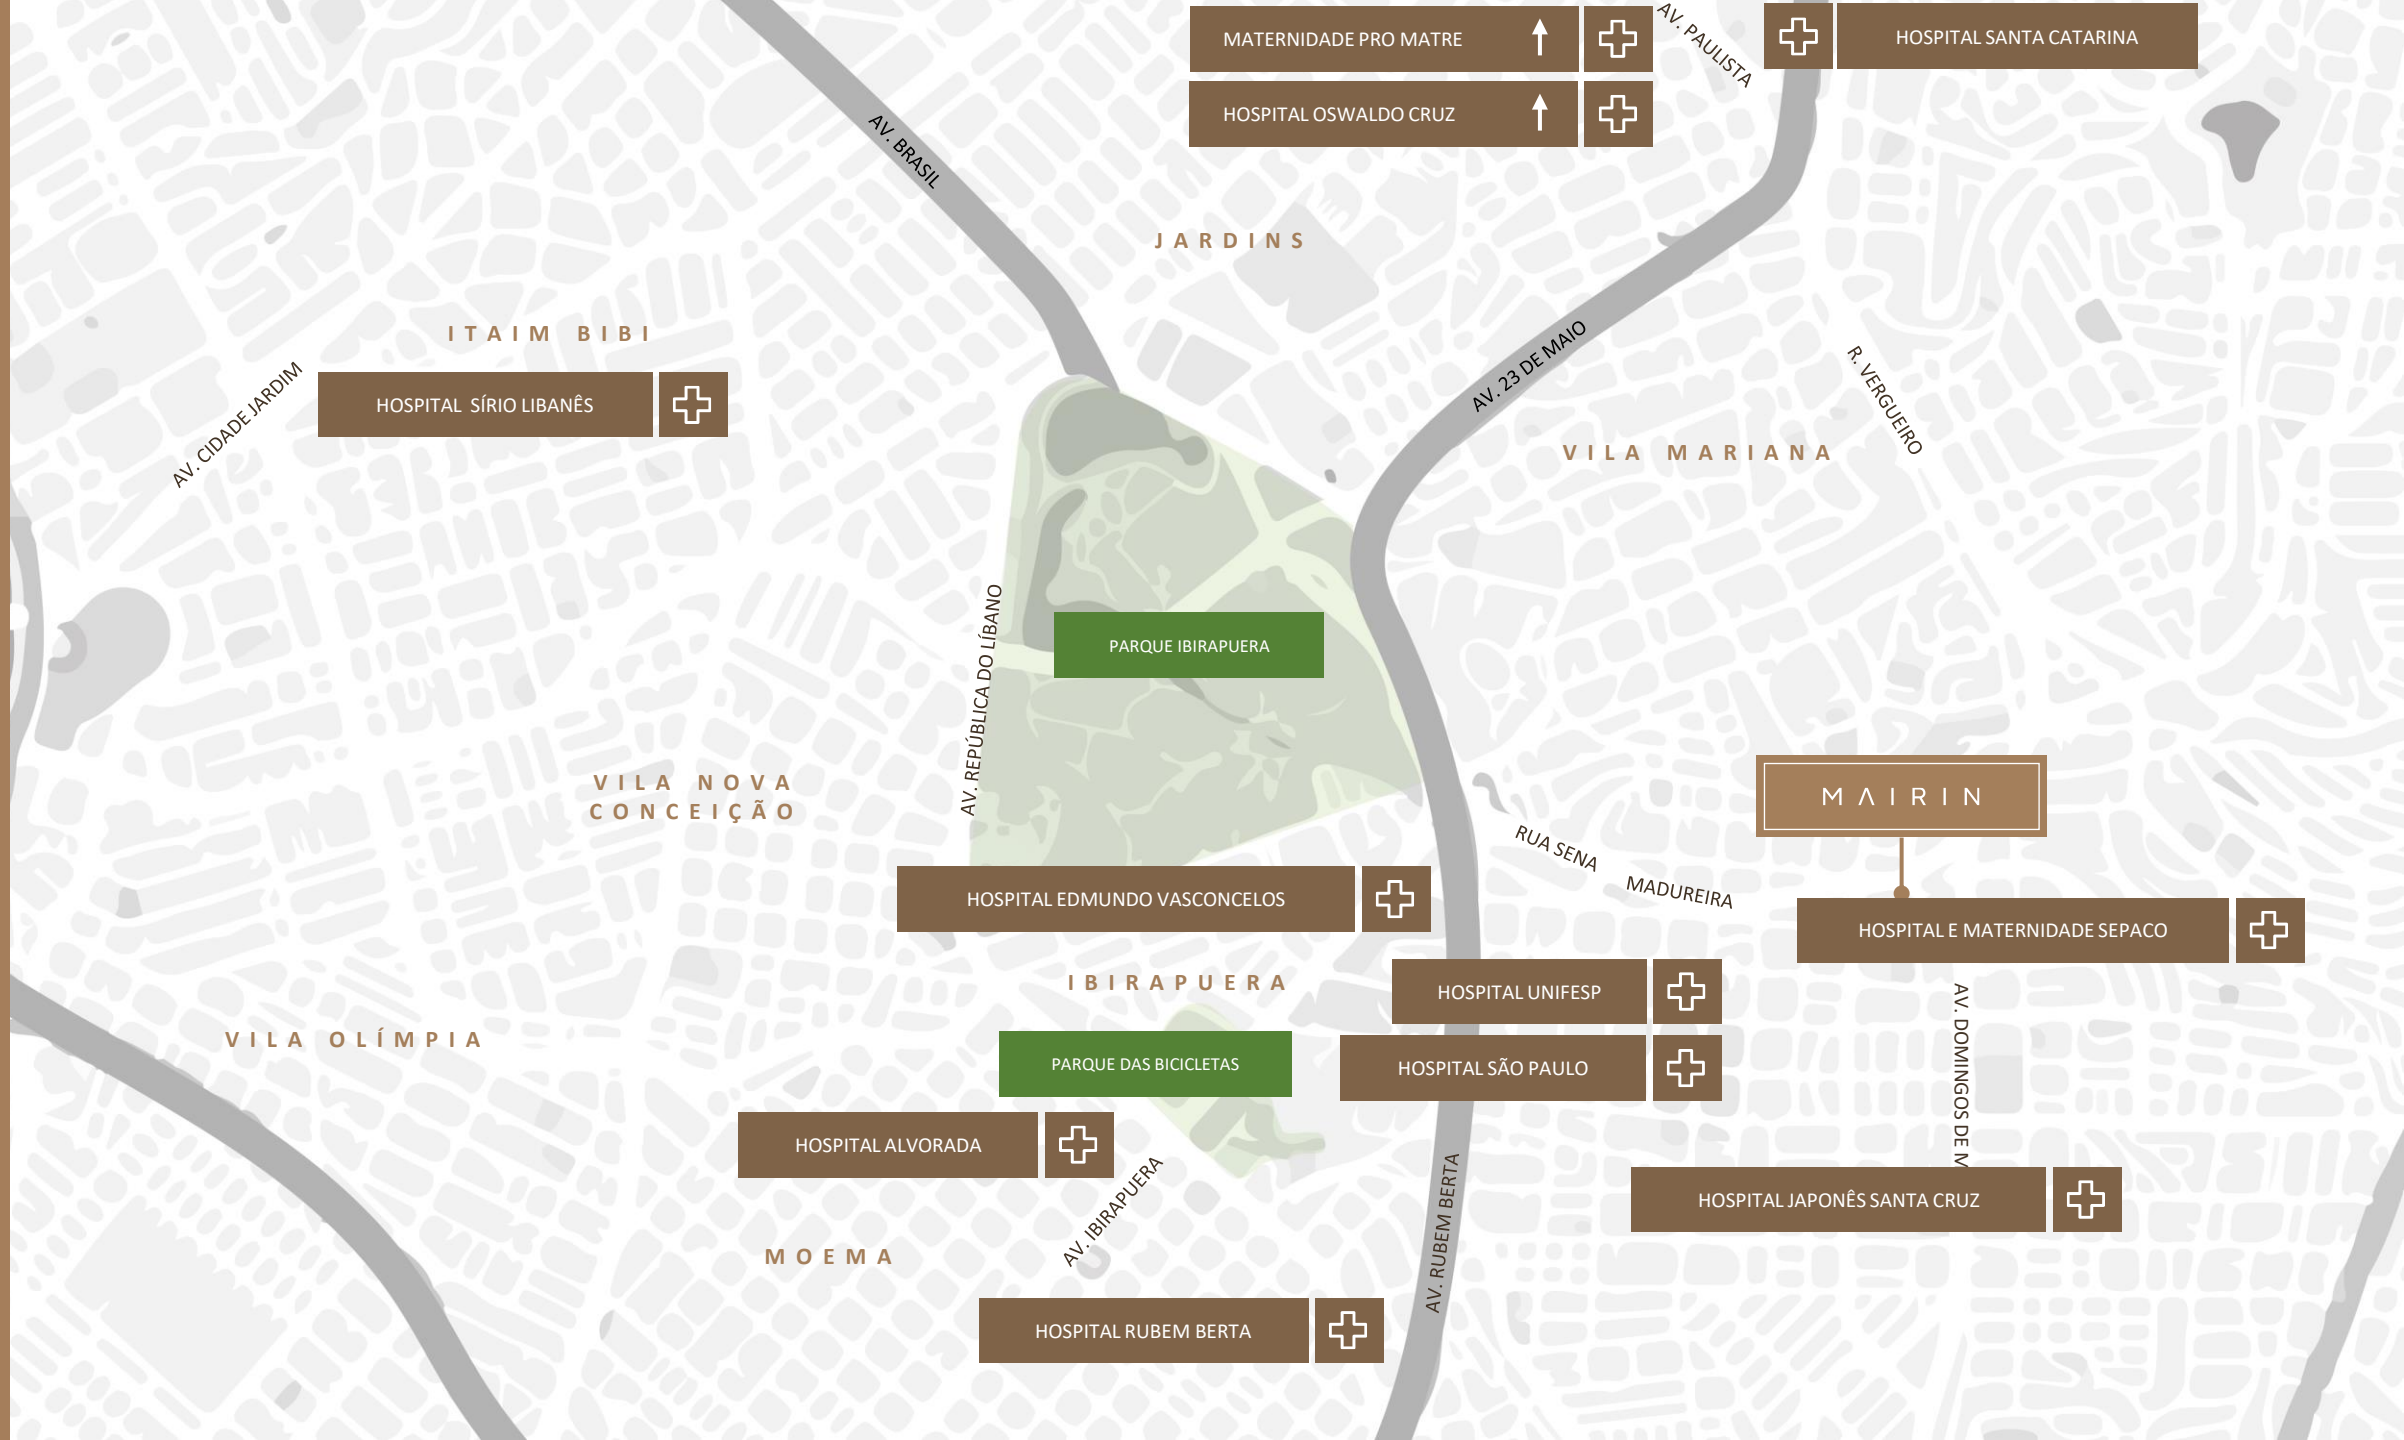 MATERNIDADE PRO MATRE
AV. PAULISTA
HOSPITAL SANTA CATARINA
HOSPITAL OSWALDO CRUZ
AV. BRASIL
JARDINS
ITAIM BIBI
AV. 23 DE MAIO
R. VERGUEIRO
AV. CIDADE JARDIM
HOSPITAL SÍRIO LIBANÊS
VILA MARIANA
AV. REPÚBLICA DO LÍBANO
PARQUE IBIRAPUERA
VILA NOVA
CONCEIÇÃO
MAIRIN
RUA SENA
MADUREIRA
HOSPITAL EDMUNDO VASCONCELOS
HOSPITAL E MATERNIDADE SEPACO
IBIRAPUERA
HOSPITAL UNIFESP
VILA OLÍMPIA
PARQUE DAS BICICLETAS
HOSPITAL SÃO PAULO
AV. DOMINGOS DE M
HOSPITAL ALVORADA
AV. IBIRAPUERA
AV. RUBEM BERTA
HOSPITAL JAPONÊS SANTA CRUZ
MOEMA
HOSPITAL RUBEM BERTA